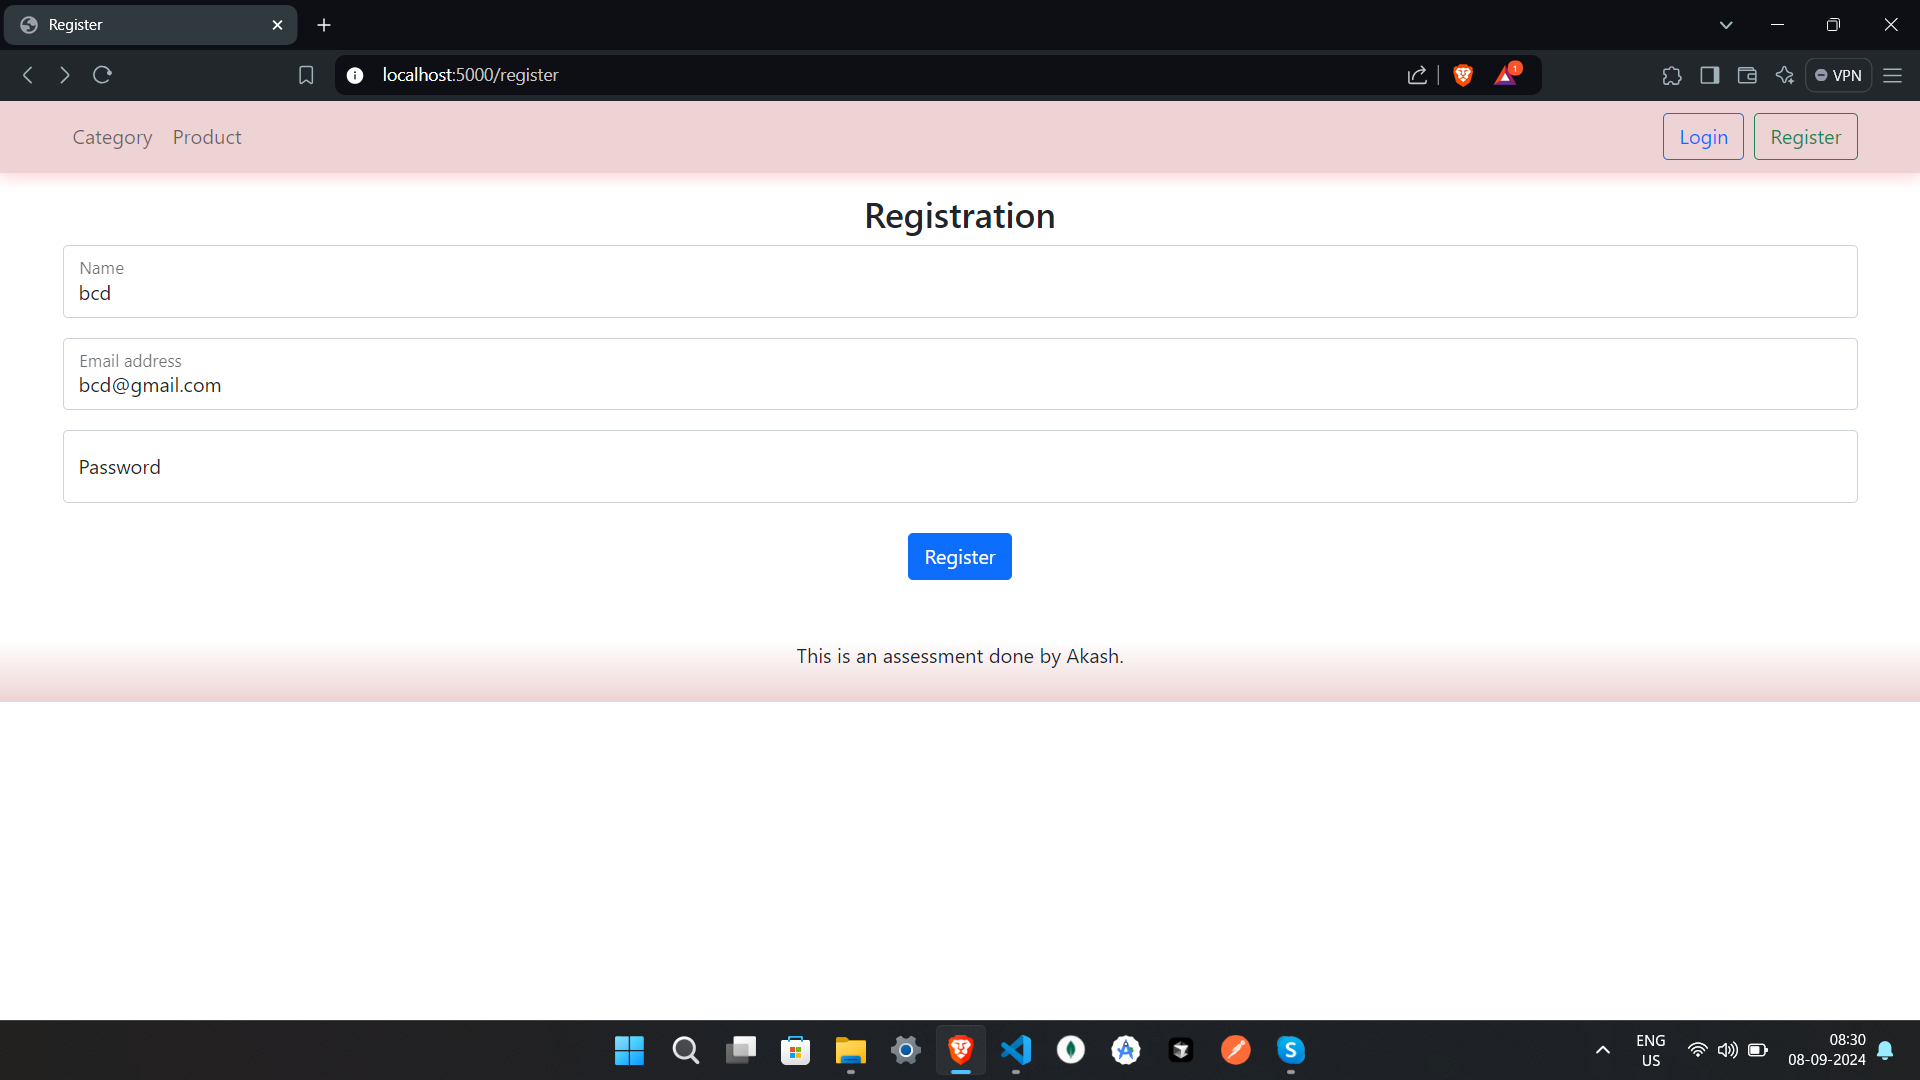 Register
localhost:5000/register
1
VPN
Category Product
Login Register
Registration
Name
bcd
Email address
bcd@gmail.com
Password
Register
This is an assessment done by Akash.
ENG
US
08:30
08-09-2024